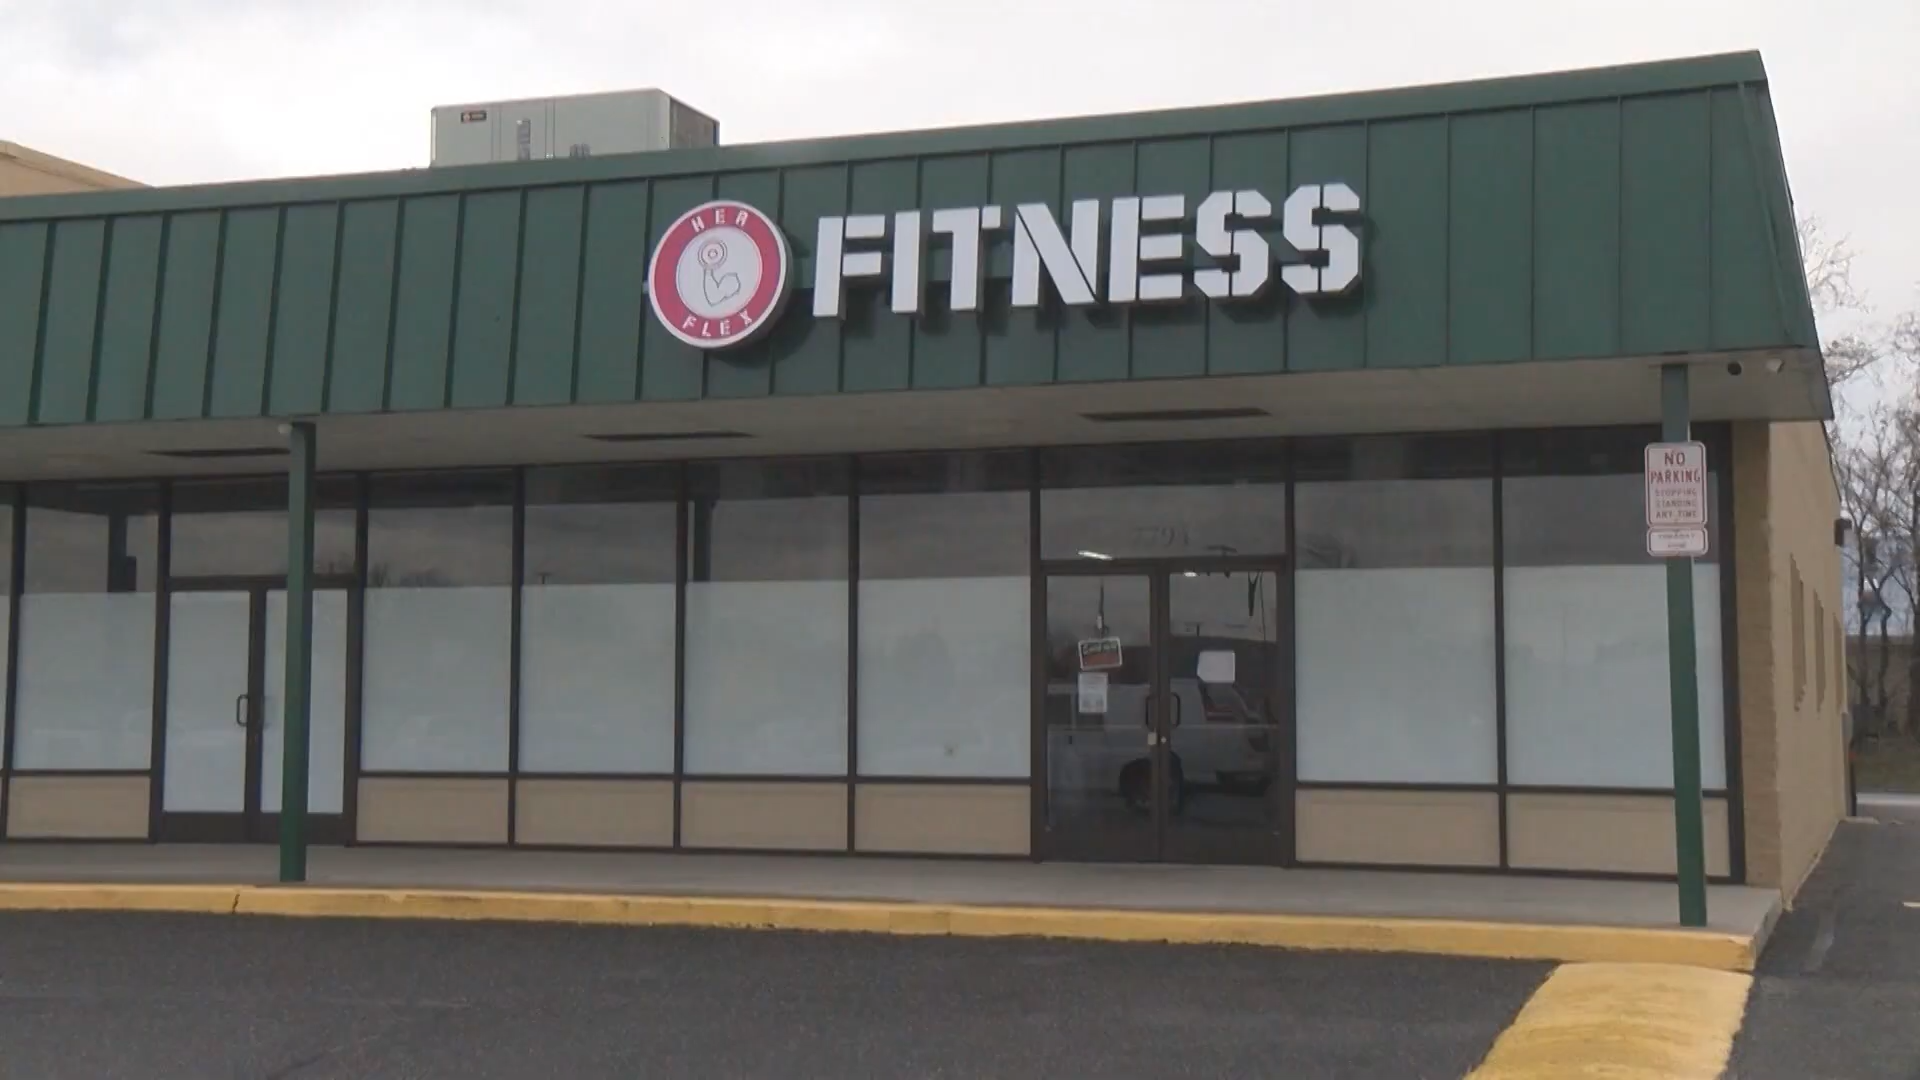 HER
FLEX
FITNESS
NO
PARKING
STOPPING
STANDING
ANY TIME